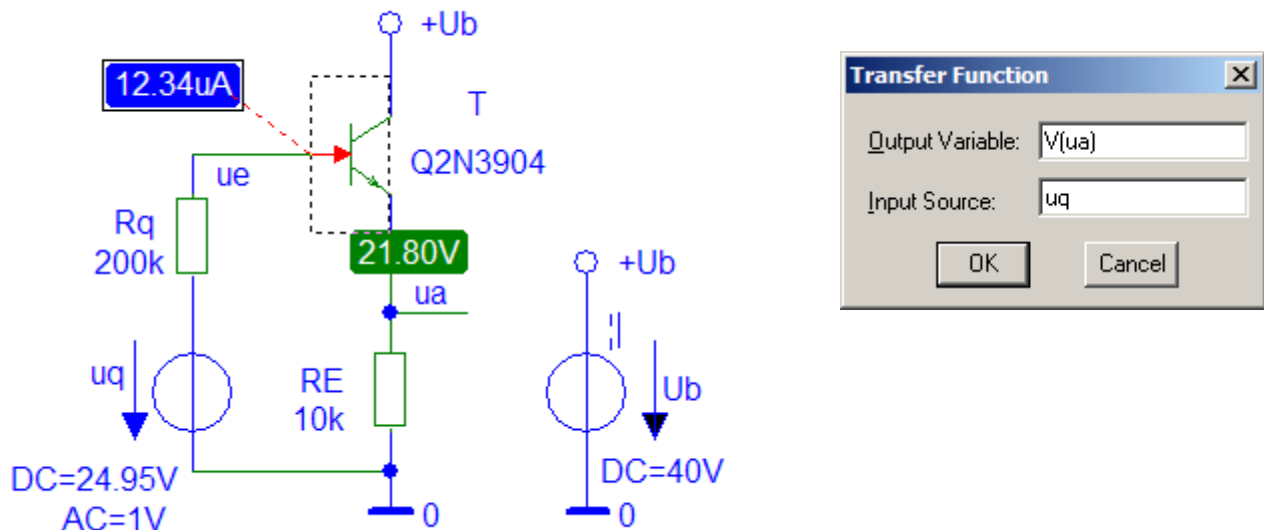 +Ub
12.34uA
T
Q2N3904
ue
Rq
200k
21.80V
ua
+Ub
uq
RE
10k
Ub
DC=24.95V
AC=1V
DC=40V
0
0
Transfer Function
Output Variable: V(ua)
Input Source: uq
OK Cancel